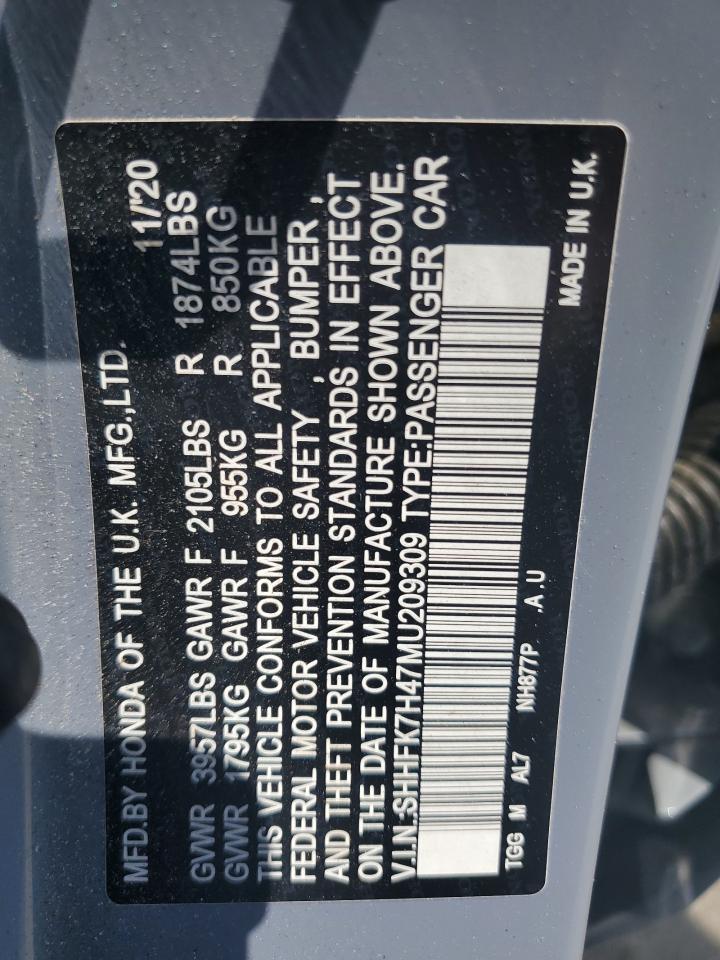 MFD.BY HONDA OF THE U.K. MFG.,LTD. 11/'20
GVWR 3957LBS GAWR F 2105LBS R 1874LBS
GVWR 1795KG GAWR F 955KG R 850KG
THIS VEHICLE CONFORMS TO ALL APPLICABLE
FEDERAL MOTOR VEHICLE SAFETY , BUMPER ,
AND THEFT PREVENTION STANDARDS IN EFFECT
ON THE DATE OF MANUFACTURE SHOWN ABOVE.
V.I.N.:SHHFK7H47MU209309 TYPE:PASSENGER CAR
TGG M AL7 NH877P .A .U
MADE IN U.K.